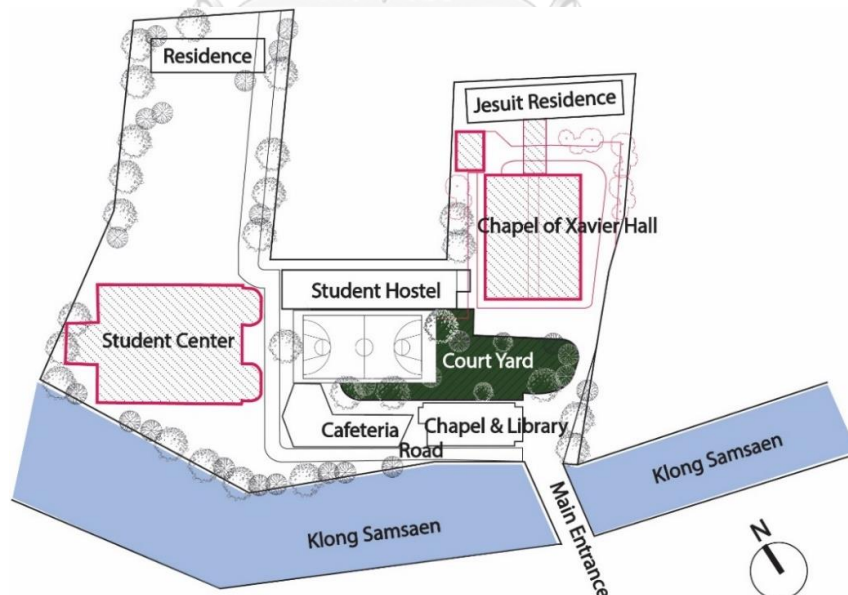 Residence
Jesuit Residence
Chapel of Xavier Hall
Student Hostel
Student Center
Court Yard
Cafeteria
Chapel & Library
Road
Klong Samsaen
Klong Samsaen
Main Entrance
N